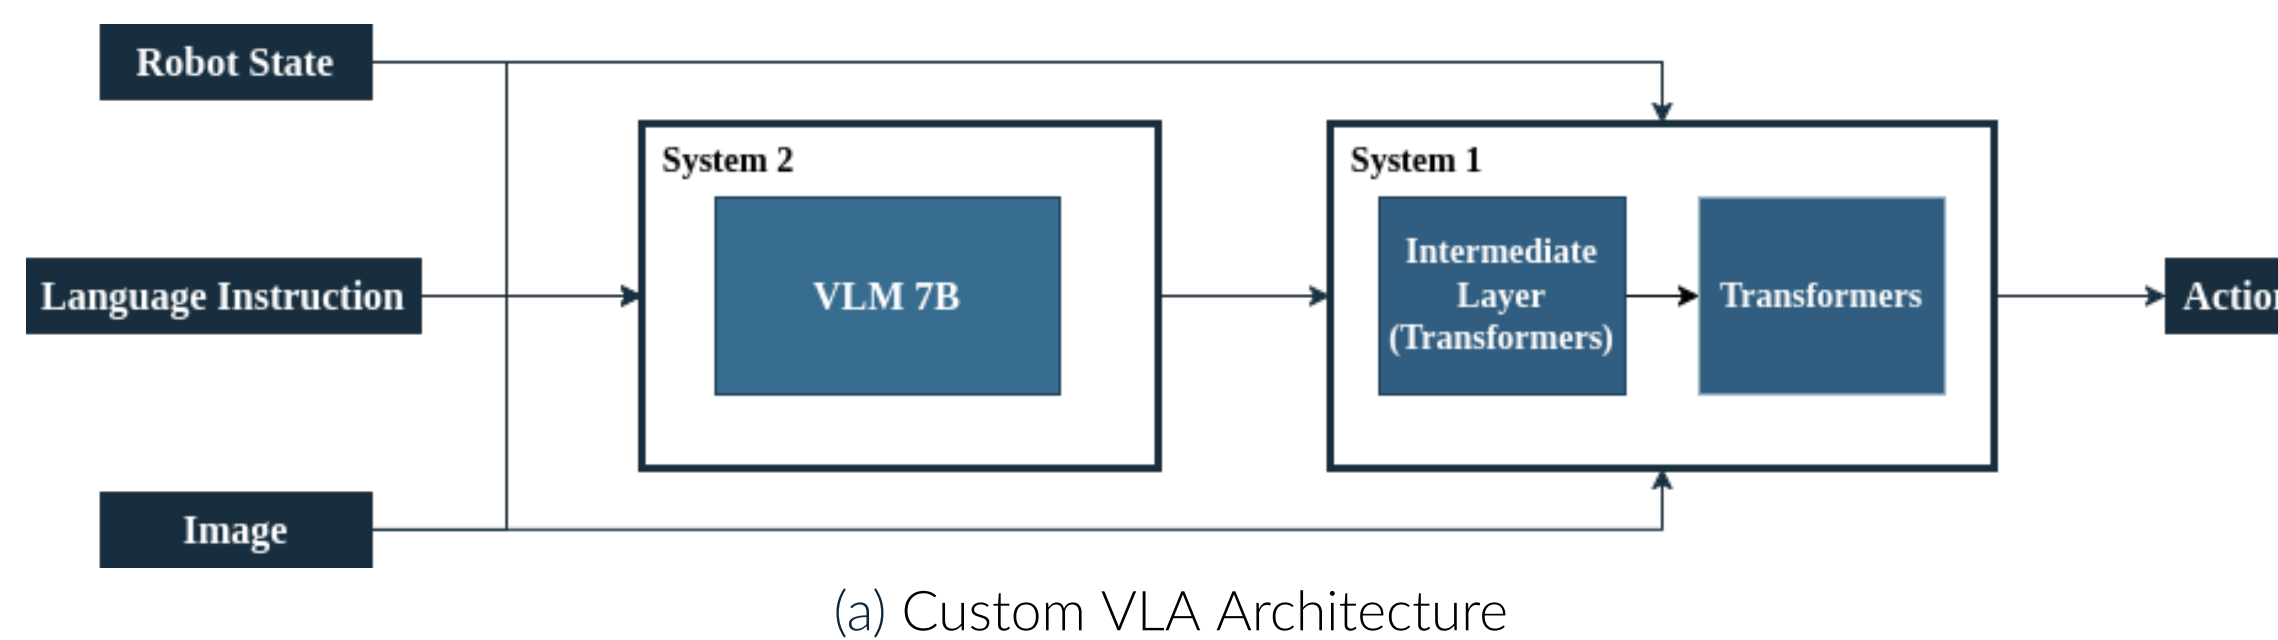 Robot State
System 2
System 1
Language Instruction
VLM 7B
Intermediate
Layer
(Transformers)
Transformers
Image
(a) Custom VLA Architecture